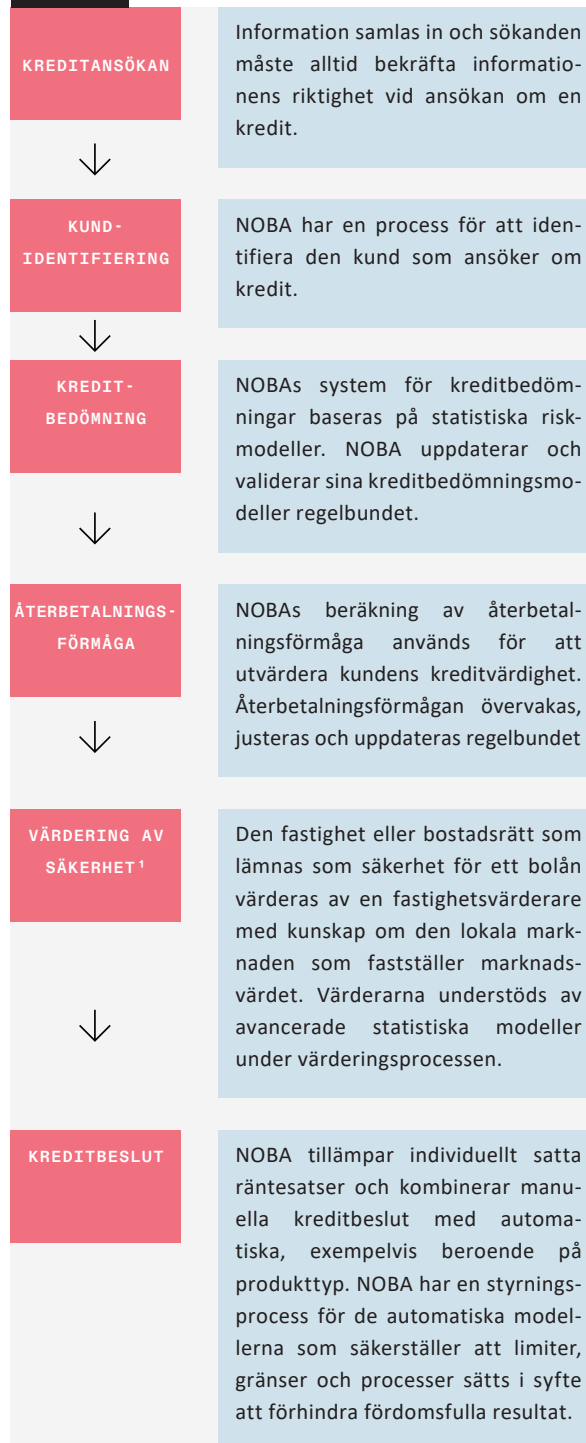 KREDITANSÖKAN
Information samlas in och sökanden
måste alltid bekräfta informatio-
nens riktighet vid ansökan om en
kredit.
KUND-
IDENTIFIERING
NOBA har en process för att iden-
tifiera den kund som ansöker om
kredit.
KREDIT-
BEDÖMNING
NOBAs system för kreditbedöm-
ningar baseras på statistiska risk-
modeller. NOBA uppdaterar och
validerar sina kreditbedömningsmo-
deller regelbundet.
ÅTERBETALNINGS-
FÖRMÅGA
NOBAs beräkning av återbetal-
ningsförmåga används för att
utvärdera kundens kreditvärdighet.
Återbetalningsförmågan övervakas,
justeras och uppdateras regelbundet
VÄRDERING AV
SÄKERHET¹
Den fastighet eller bostadsrätt som
lämnas som säkerhet för ett bolån
värderas av en fastighetsvärderare
med kunskap om den lokala mark-
naden som fastställer marknads-
värdet. Värderarna understöds av
avancerade statistiska modeller
under värderingsprocessen.
KREDITBESLUT
NOBA tillämpar individuellt satta
räntesatser och kombinerar manu-
ella kreditbeslut med automa-
tiska, exempelvis beroende på
produkttyp. NOBA har en styrnings-
process för de automatiska model-
lerna som säkerställer att limiter,
gränser och processer sätts i syfte
att förhindra fördomsfulla resultat.